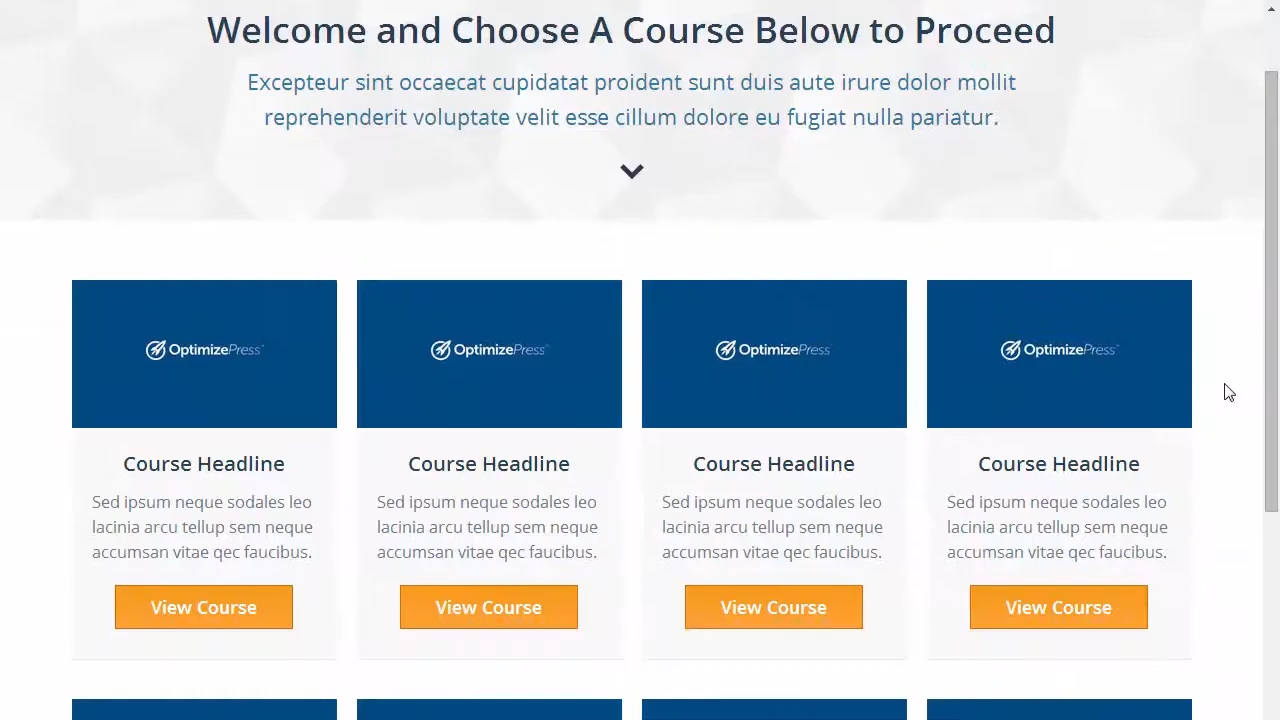 Welcome and Choose A Course Below to Proceed
Excepteur sint occaecat cupidatat proident sunt duis aute irure dolor mollit
reprehenderit voluptate velit esse cillum dolore eu fugiat nulla pariatur.
OptimizePress
OptimizePress
OptimizePress
OptimizePress
Course Headline
Sed ipsum neque sodales leo
lacinia arcu tellup sem neque
accumsan vitae qec faucibus.
View Course
Course Headline
Sed ipsum neque sodales leo
lacinia arcu tellup sem neque
accumsan vitae qec faucibus.
View Course
Course Headline
Sed ipsum neque sodales leo
lacinia arcu tellup sem neque
accumsan vitae qec faucibus.
View Course
Course Headline
Sed ipsum neque sodales leo
lacinia arcu tellup sem neque
accumsan vitae qec faucibus.
View Course